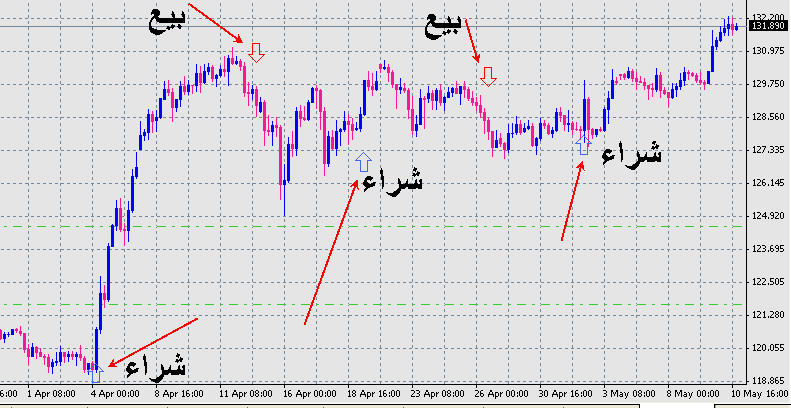 بيع
بيع
132.200
131.890
130.975
129.750
128.560
شراء
127.335
شراء
126.145
124.920
123.695
122.505
121.280
120.055
شراء
118.865
1 Apr 08:00
4 Apr 00:00
8 Apr 16:00
11 Apr 08:00
16 Apr 00:00
18 Apr 16:00
23 Apr 08:00
26 Apr 00:00
30 Apr 16:00
3 May 08:00
8 May 00:00
10 May 16:00